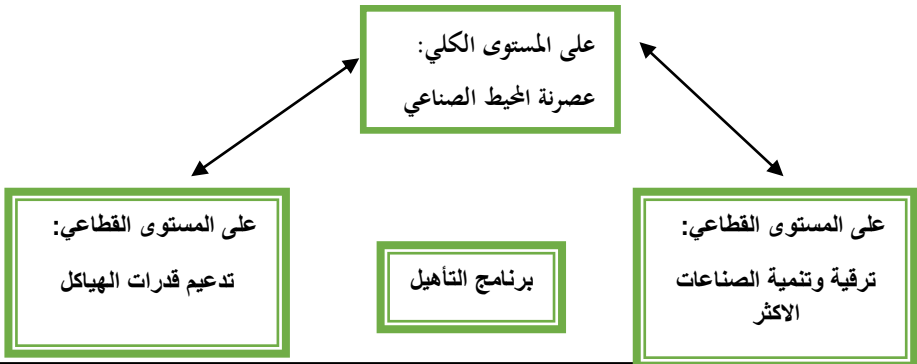 على المستوى الكلي:
عصرنة المحيط الصناعي
على المستوى القطاعي:
ترقية وتنمية الصناعات
الاكثر
برنامج التأهيل
على المستوى القطاعي:
تدعيم قدرات الهياكل